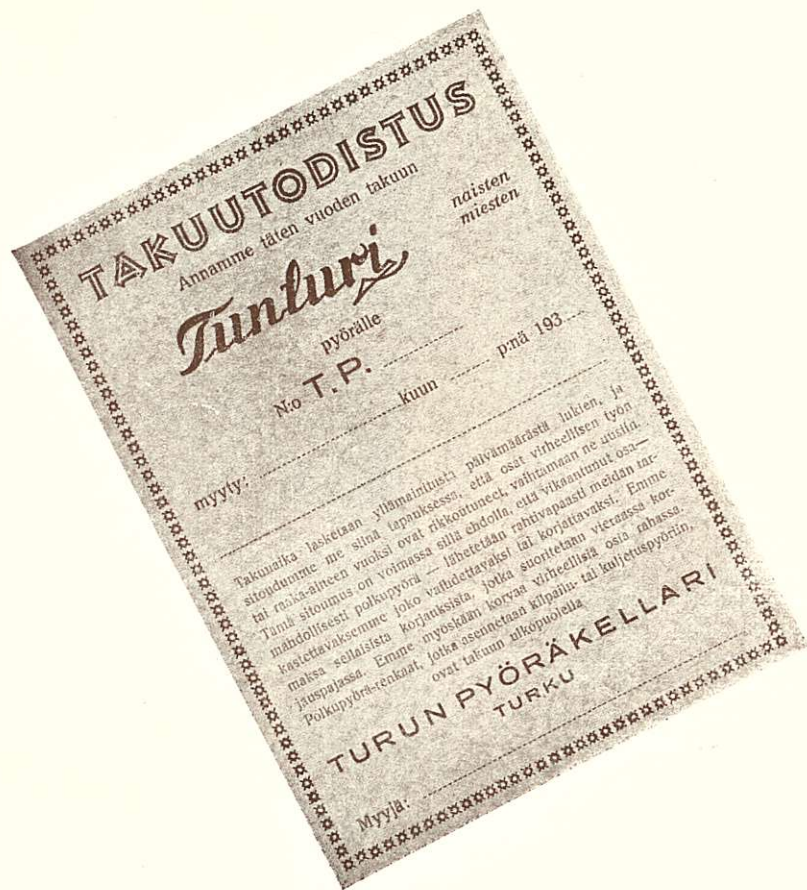 TAKUUTODISTUS
Annamme täten vuoden takuun
Tunturi
naisten
miesten
pyörälle
N:o T.P. ............
............ kuun ............ p:nä 193....
myyty: ............
Takuuaika lasketaan yllämainitusta päivämäärästä lukien, ja
sitoudumme me siinä tapauksessa, että osat virheellisen työn
tai raaka-aineen vuoksi ovat rikkoutuneet, vaihtamaan ne uusiin.
Tämä sitoumus on voimassa sillä ehdolla, että vikaantunut osa—
mahdollisesti polkupyörä — lähetetään rahtivapaasti meidän tar-
kastettavaksemme joko vaihdettavaksi tai korjattavaksi. Emme
maksa sellaisista korjauksista, jotka suoritetaan vieraassa kor-
jauspajassa. Emme myöskään korvaa virheellisiä osia rahassa.
Polkupyörä-renkaat, jotka asennetaan kilpailu- tai kuljetuspyöriin,
ovat takuun ulkopuolella
TURUN PYÖRÄKELLARI
TURKU
Myyjä: ............